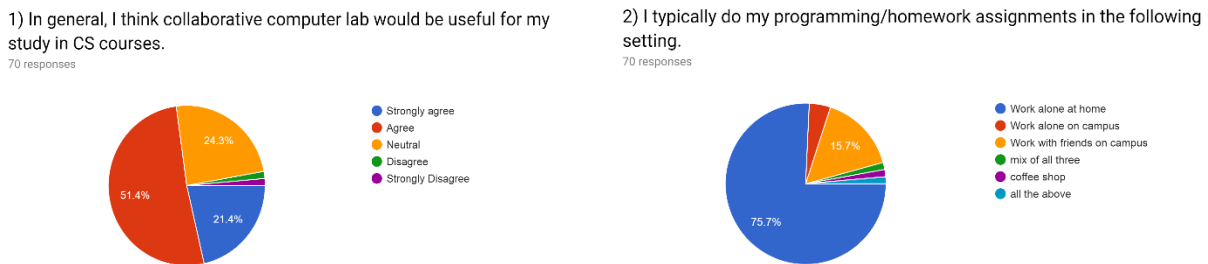 1) In general, I think collaborative computer lab would be useful for my
study in CS courses.
70 responses
Strongly agree
Agree
Neutral
Disagree
Strongly Disagree
24.3%
51.4%
21.4%
2) I typically do my programming/homework assignments in the following
setting.
70 responses
Work alone at home
Work alone on campus
Work with friends on campus
mix of all three
coffee shop
all the above
15.7%
75.7%